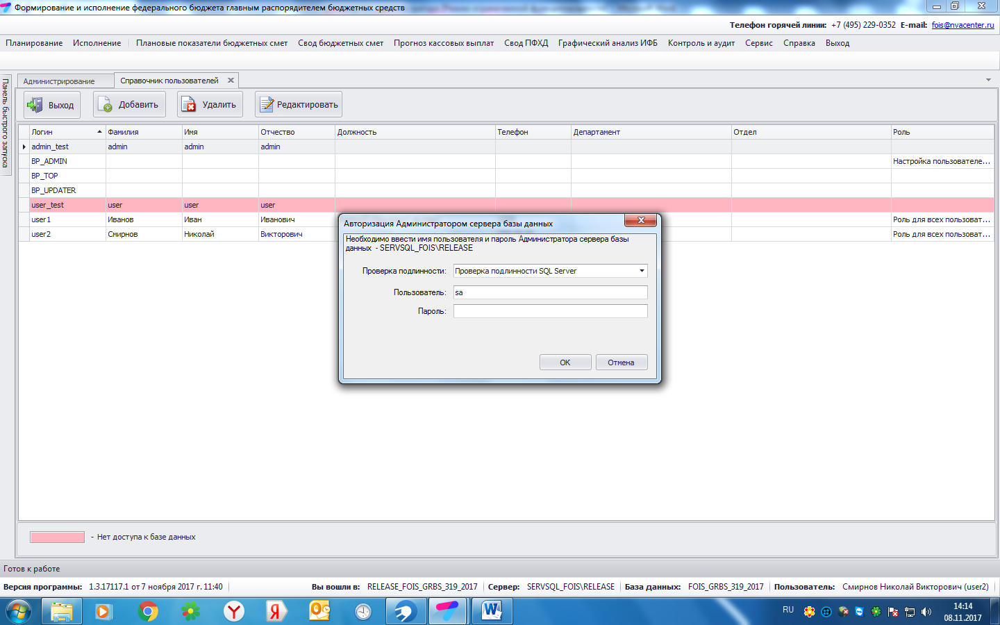 Формирование и исполнение федерального бюджета главным распорядителем бюджетных средств
Телефон горячей линии: +7 (495) 229-0352 E-mail: fois@nvacenter.ru
Планирование Исполнение Плановые показатели бюджетных смет Свод бюджетных смет Прогноз кассовых выплат Свод ПФХД Графический анализ ИФБ Контроль и аудит Сервис Справка Выход
Панель быстрого запуска
Администрирование Справочник пользователей
Выход Добавить Удалить Редактировать
Логин Фамилия Имя Отчество Должность Телефон Департамент Отдел Роль
admin_test admin admin admin
BP_ADMIN Настройка пользователе...
BP_TOP
BP_UPDATER
user_test user user user
user1 Иванов Иван Иванович Роль для всех пользоват...
user2 Смирнов Николай Викторович Роль для всех пользоват...
Авторизация Администратором сервера базы данных
Необходимо ввести имя пользователя и пароль Администратора сервера базы
данных - SERVSQL_FOIS\RELEASE
Проверка подлинности: Проверка подлинности SQL Server
Пользователь: sa
Пароль:
OK Отмена
- Нет доступа к базе данных
Готов к работе
Версия программы: 1.3.17117.1 от 7 ноября 2017 г. 11:40 Вы вошли в: RELEASE_FOIS_GRBS_319_2017 Сервер: SERVSQL_FOIS\RELEASE База данных: FOIS_GRBS_319_2017 Пользователь: Смирнов Николай Викторович (user2)
RU 14:14
08.11.2017